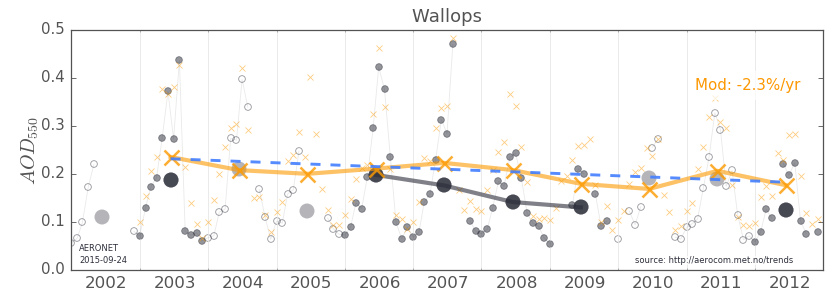 Wallops
0.5
0.4
0.3
0.2
0.1
0.0
AOD550
Mod: -2.3%/yr
AERONET
2015-09-24
source: http://aerocom.met.no/trends
2002 2003 2004 2005 2006 2007 2008 2009 2010 2011 2012